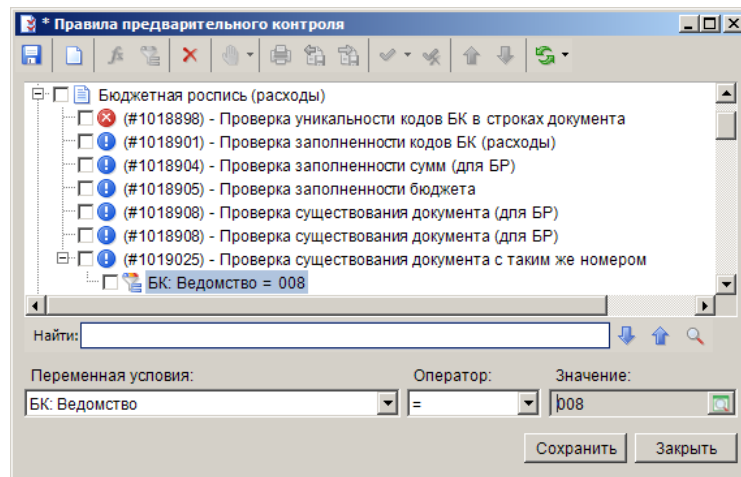 * Правила предварительного контроля
Бюджетная роспись (расходы)
(#1018898) - Проверка уникальности кодов БК в строках документа
(#1018901) - Проверка заполненности кодов БК (расходы)
(#1018904) - Проверка заполненности сумм (для БР)
(#1018905) - Проверка заполненности бюджета
(#1018908) - Проверка существования документа (для БР)
(#1018908) - Проверка существования документа (для БР)
(#1019025) - Проверка существования документа с таким же номером
БК: Ведомство = 008
Найти:
Переменная условия: Оператор: Значение:
БК: Ведомство = 008
Сохранить Закрыть